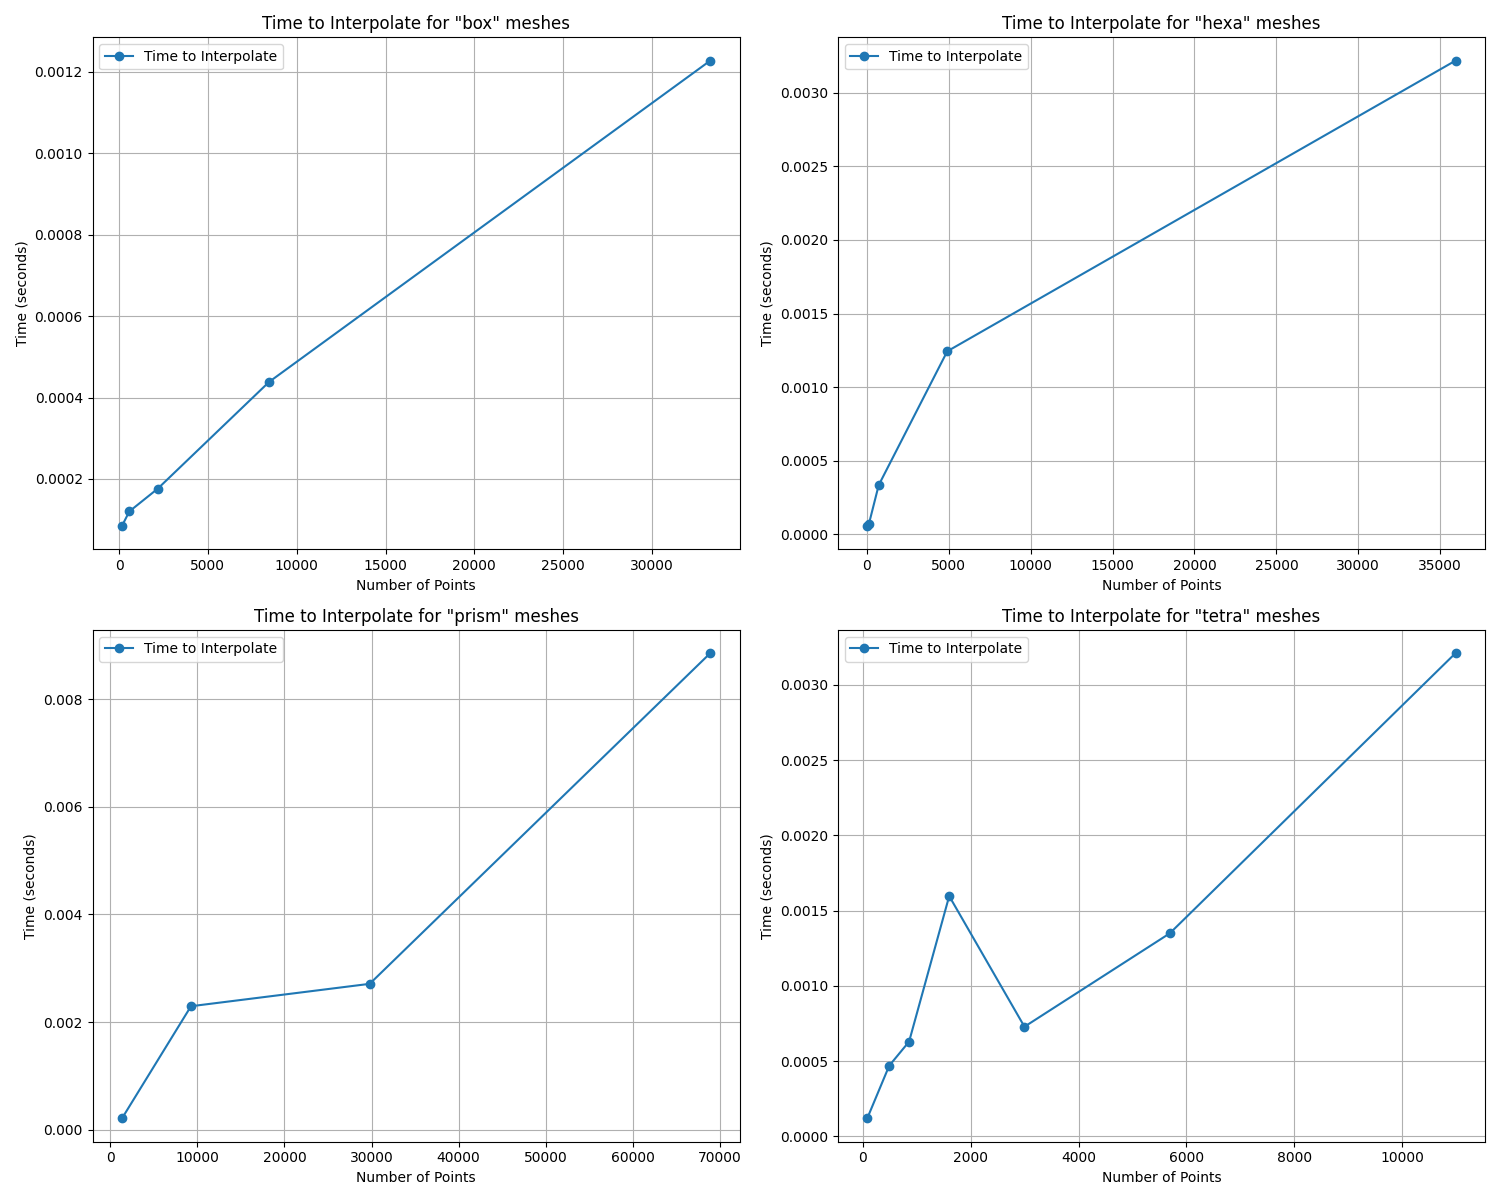 Time to Interpolate for "box" meshes
Time to Interpolate
0.0012
0.0010
0.0008
0.0006
0.0004
0.0002
Time (seconds)
0 5000 10000 15000 20000 25000 30000
Number of Points
Time to Interpolate for "hexa" meshes
Time to Interpolate
0.0030
0.0025
0.0020
0.0015
0.0010
0.0005
0.0000
Time (seconds)
0 5000 10000 15000 20000 25000 30000 35000
Number of Points
Time to Interpolate for "prism" meshes
Time to Interpolate
0.008
0.006
0.004
0.002
0.000
Time (seconds)
0 10000 20000 30000 40000 50000 60000 70000
Number of Points
Time to Interpolate for "tetra" meshes
Time to Interpolate
0.0030
0.0025
0.0020
0.0015
0.0010
0.0005
0.0000
Time (seconds)
0 2000 4000 6000 8000 10000
Number of Points